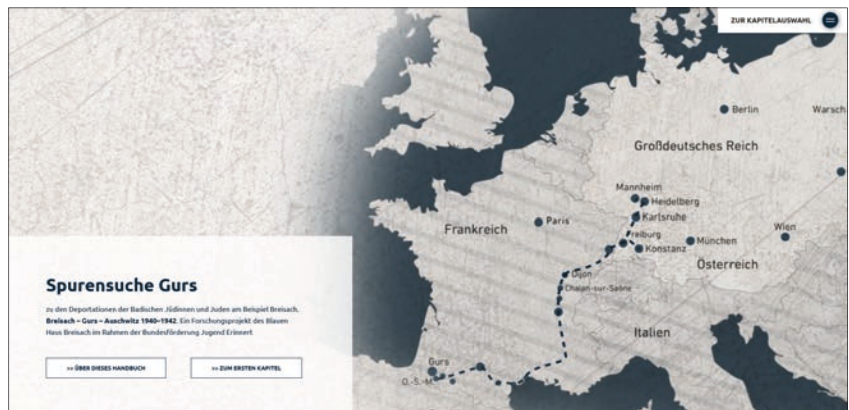 ZUR KAPITELAUSWAHL
Berlin
Warsch
Großdeutsches Reich
Mannheim
Heidelberg
Karlsruhe
Frankreich
Paris
Freiburg
Konstanz
München
Wien
Österreich
Dijon
Chalon-sur-Saône
Italien
Gurs
O.-S.-M.
Spurensuche Gurs
zu den Deportationen der Badischen Jüdinnen und Juden am Beispiel Breisach.
Breisach – Gurs – Auschwitz 1940–1942. Ein Forschungsprojekt des Blauen
Haus Breisach im Rahmen der Bundesförderung Jugend Erinnert
>> ÜBER DIESES HANDBUCH
>> ZUM ERSTEN KAPITEL